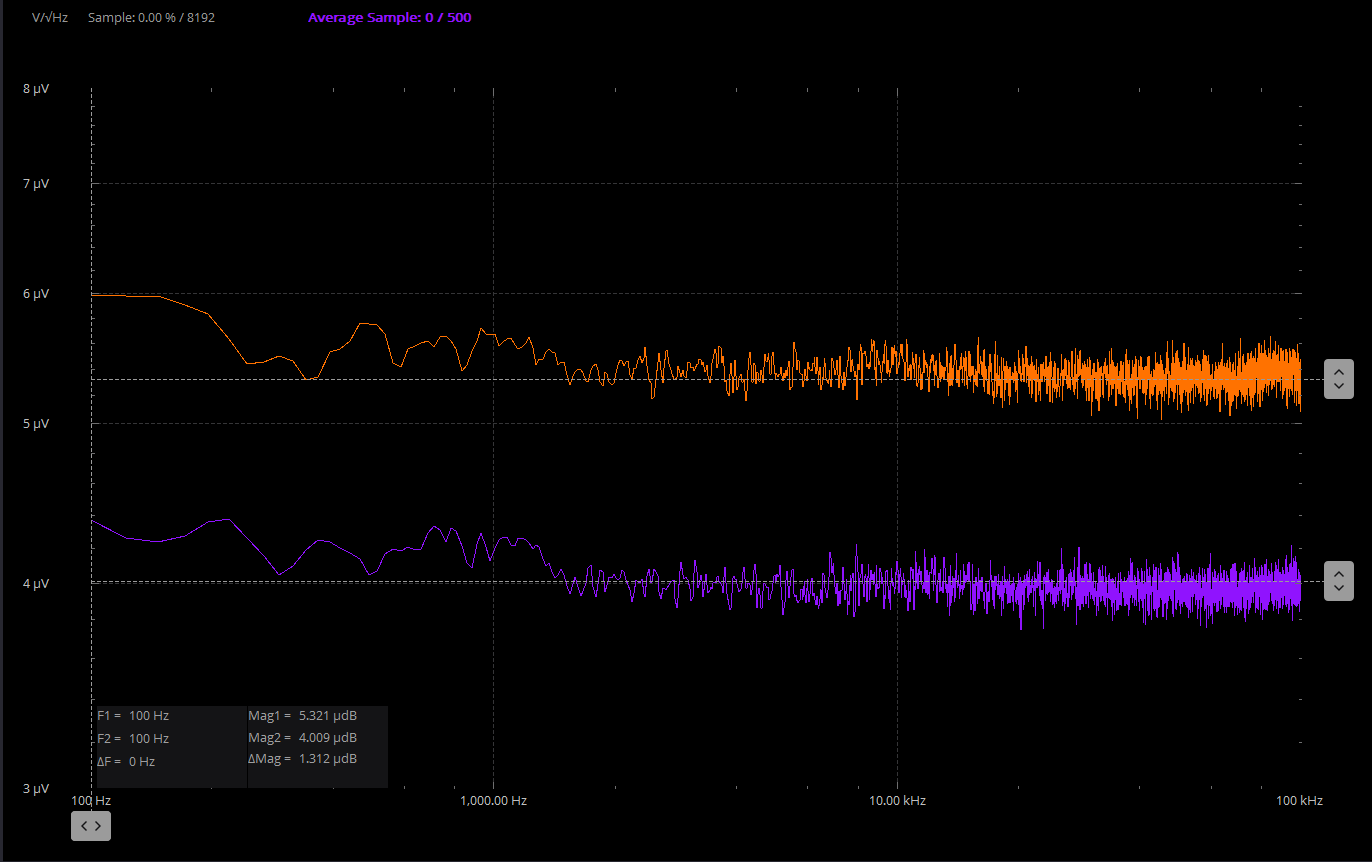 V/√Hz Sample: 0.00 % / 8192 Average Sample: 0 / 500
8 µV
7 µV
6 µV
5 µV
4 µV
3 µV
F1 = 100 Hz Mag1 = 5.321 µdB
F2 = 100 Hz Mag2 = 4.009 µdB
ΔF = 0 Hz ΔMag = 1.312 µdB
100 Hz 1,000.00 Hz 10.00 kHz 100 kHz